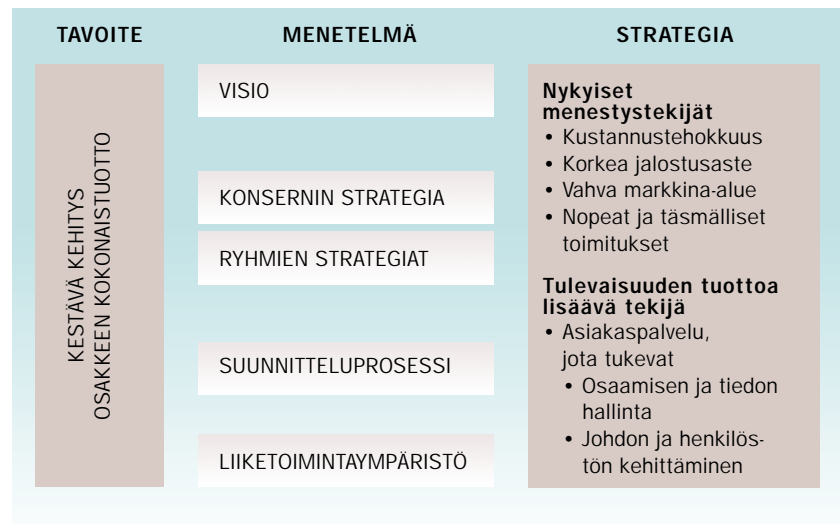 TAVOITE
MENETELMÄ
STRATEGIA
KESTÄVÄ KEHITYS
OSAKKEEN KOKONAISTUOTTO
VISIO
KONSERNIN STRATEGIA
RYHMIEN STRATEGIAT
SUUNNITTELUPROSESSI
LIIKETOIMINTAYMPÄRISTÖ
Nykyiset
menestystekijät
• Kustannustehokkuus
• Korkea jalostusaste
• Vahva markkina-alue
• Nopeat ja täsmälliset
toimitukset
Tulevaisuuden tuottoa
lisäävä tekijä
• Asiakaspalvelu,
jota tukevat
• Osaamisen ja tiedon
hallinta
• Johdon ja henkilös-
tön kehittäminen